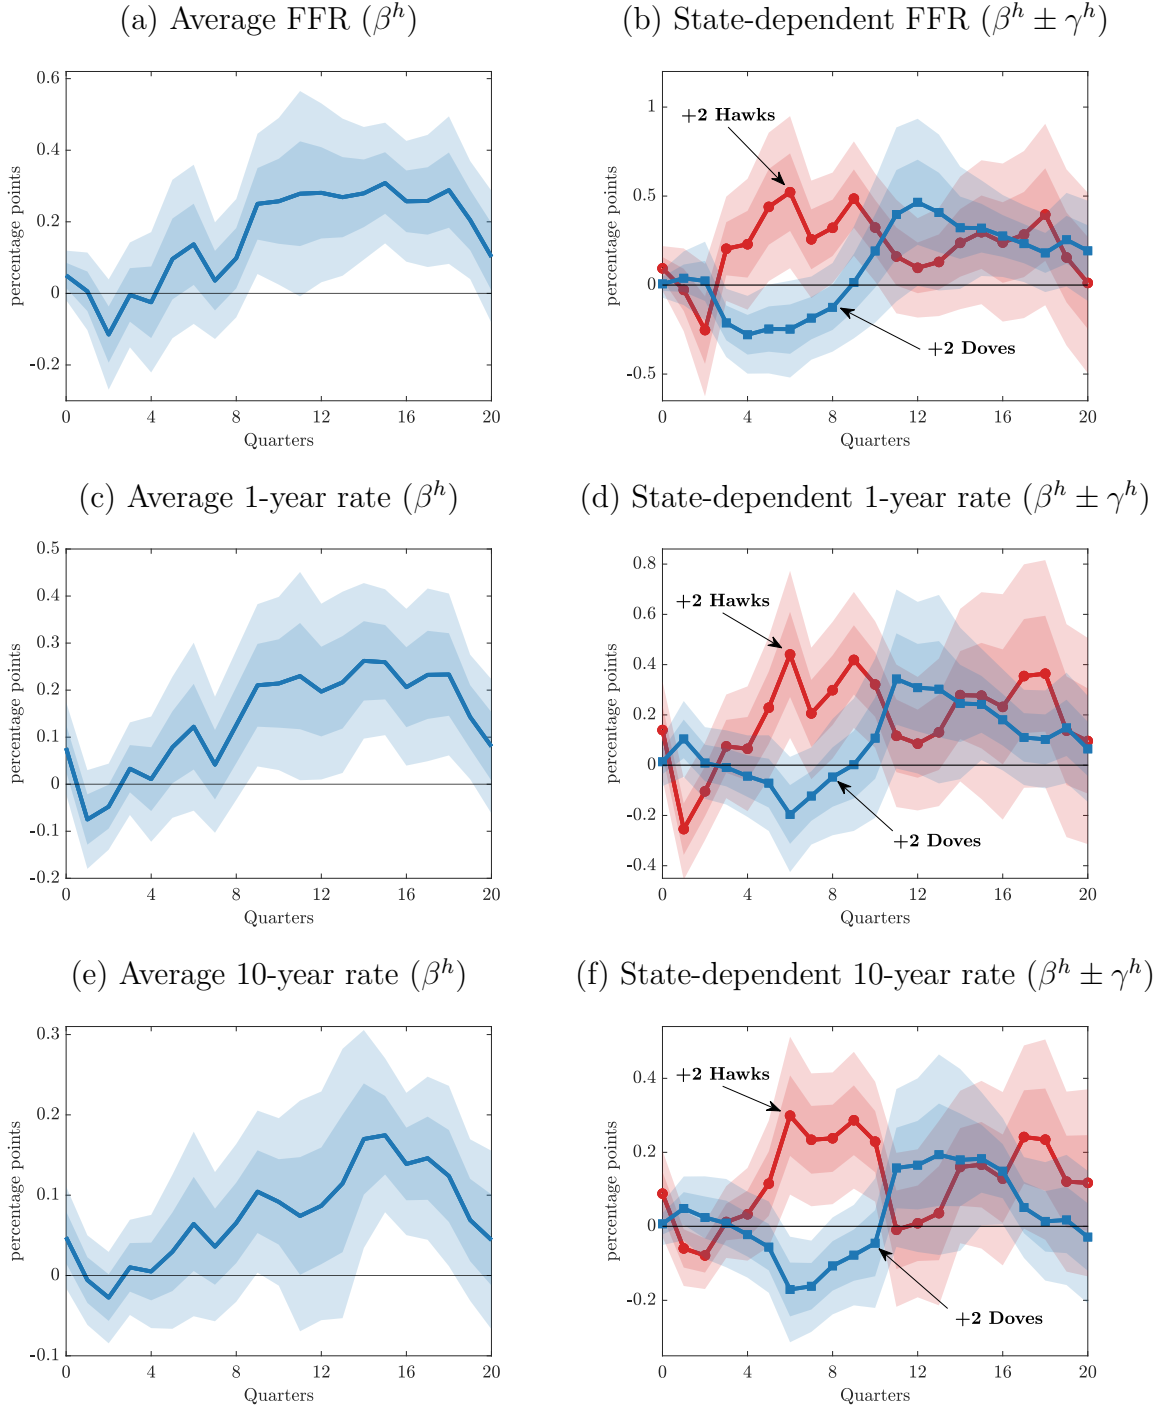 (a) Average FFR (β^h)
percentage points
0.6
0.4
0.2
0
-0.2
0 4 8 12 16 20
Quarters
(b) State-dependent FFR (β^h ± γ^h)
percentage points
1
0.5
0
-0.5
+2 Hawks
+2 Doves
0 4 8 12 16 20
Quarters
(c) Average 1-year rate (β^h)
percentage points
0.5
0.4
0.3
0.2
0.1
0
-0.1
-0.2
0 4 8 12 16 20
Quarters
(d) State-dependent 1-year rate (β^h ± γ^h)
percentage points
0.8
0.6
0.4
0.2
0
-0.2
-0.4
+2 Hawks
+2 Doves
0 4 8 12 16 20
Quarters
(e) Average 10-year rate (β^h)
percentage points
0.3
0.2
0.1
0
-0.1
0 4 8 12 16 20
Quarters
(f) State-dependent 10-year rate (β^h ± γ^h)
percentage points
0.4
0.2
0
-0.2
+2 Hawks
+2 Doves
0 4 8 12 16 20
Quarters